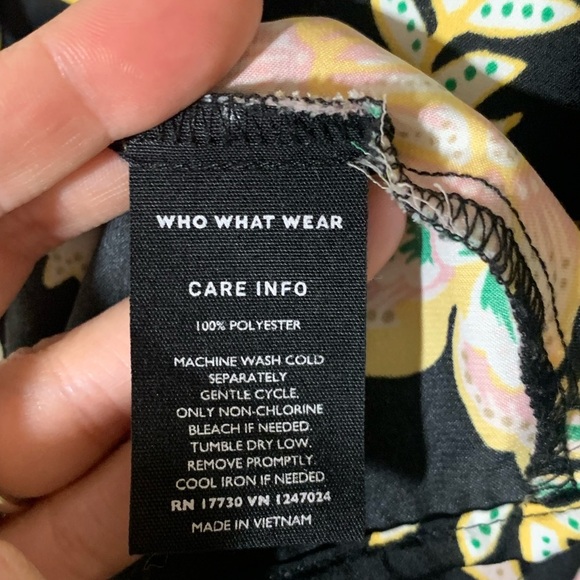 WHO WHAT WEAR
CARE INFO
100% POLYESTER
MACHINE WASH COLD
SEPARATELY
GENTLE CYCLE.
ONLY NON-CHLORINE
BLEACH IF NEEDED.
TUMBLE DRY LOW.
REMOVE PROMPTLY
COOL IRON IF NEEDED
RN 17730 VN 1247024
MADE IN VIETNAM